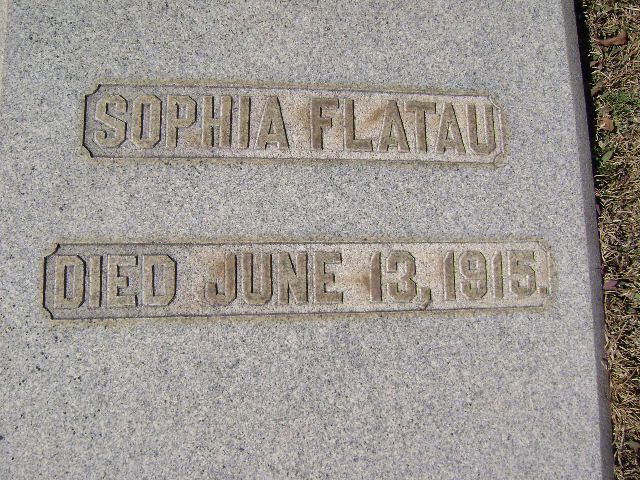 SOPHIA FLATAU
DIED JUNE 13, 1915.